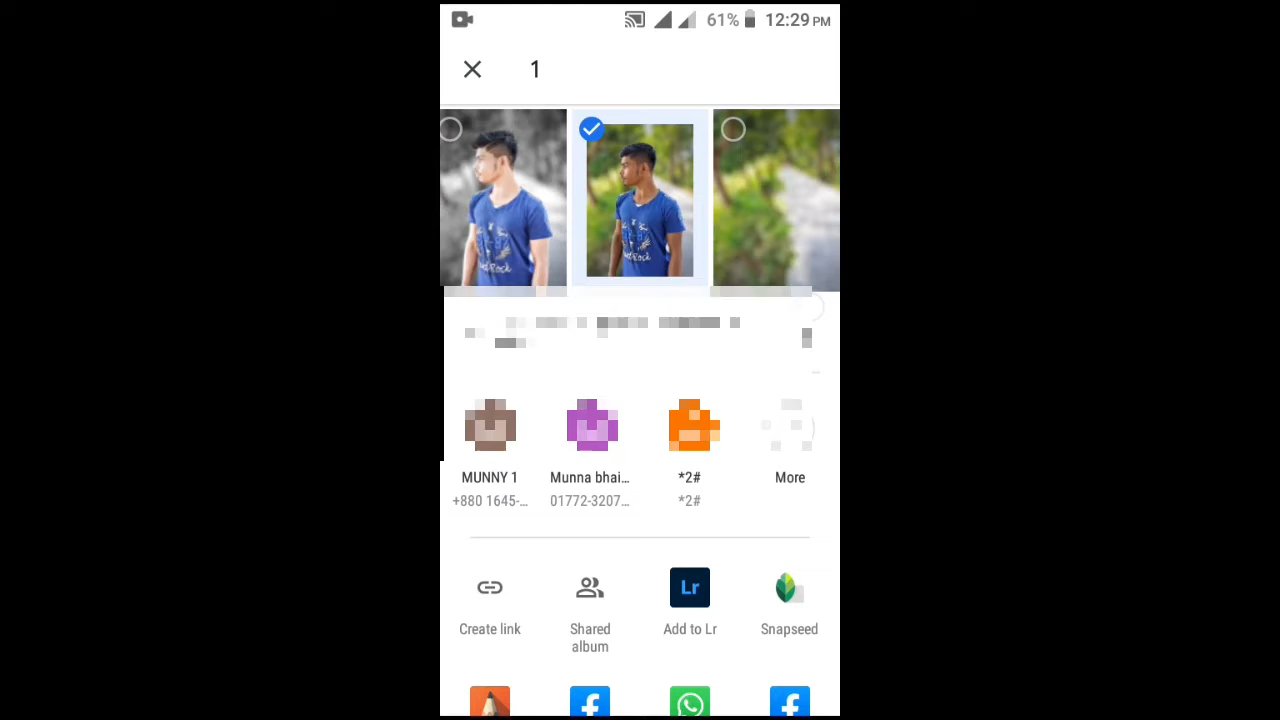 61% 12:29 PM
1
MUNNY 1 Munna bhai... *2# More
+880 1645-... 01772-3207... *2#
Lr
Create link Shared album Add to Lr Snapseed